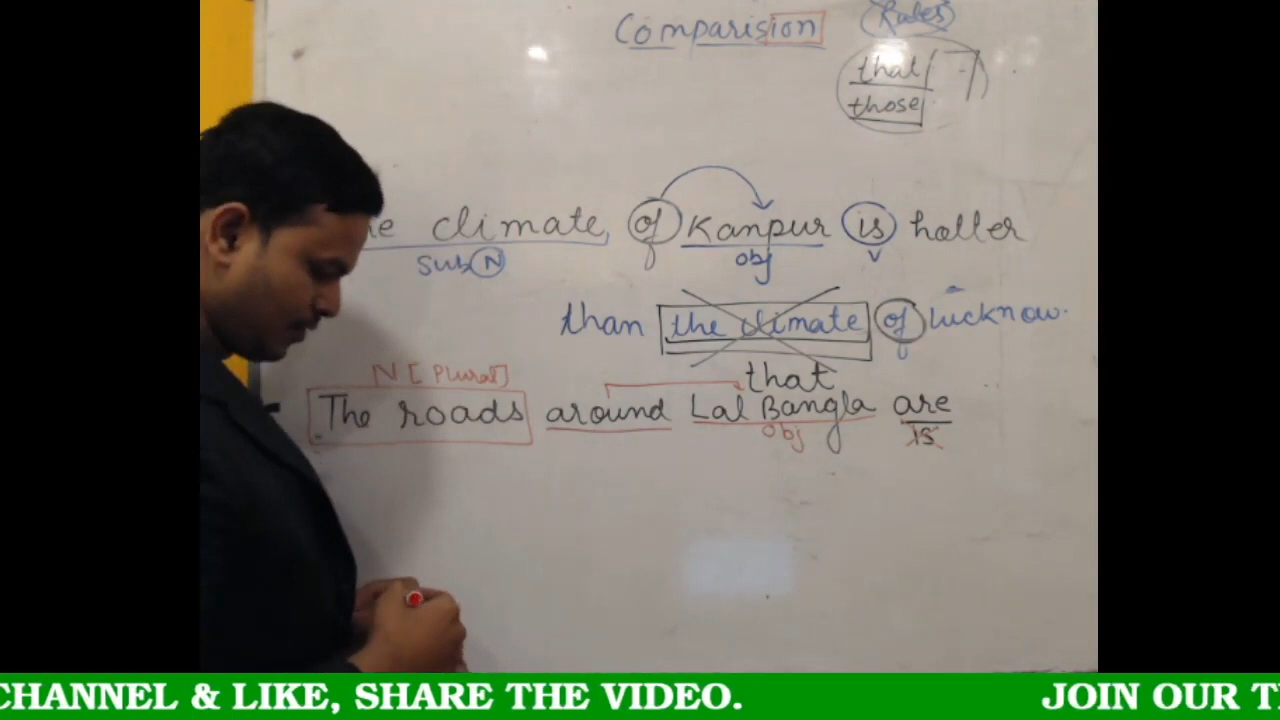 Comparision
Rules
that
those
he climate of Kanpur is hotter
Sub N obj V
than the climate of lucknow.
that
N [Plural]
The roads around Lal Bangla are
obj is
CHANNEL & LIKE, SHARE THE VIDEO. JOIN OUR T